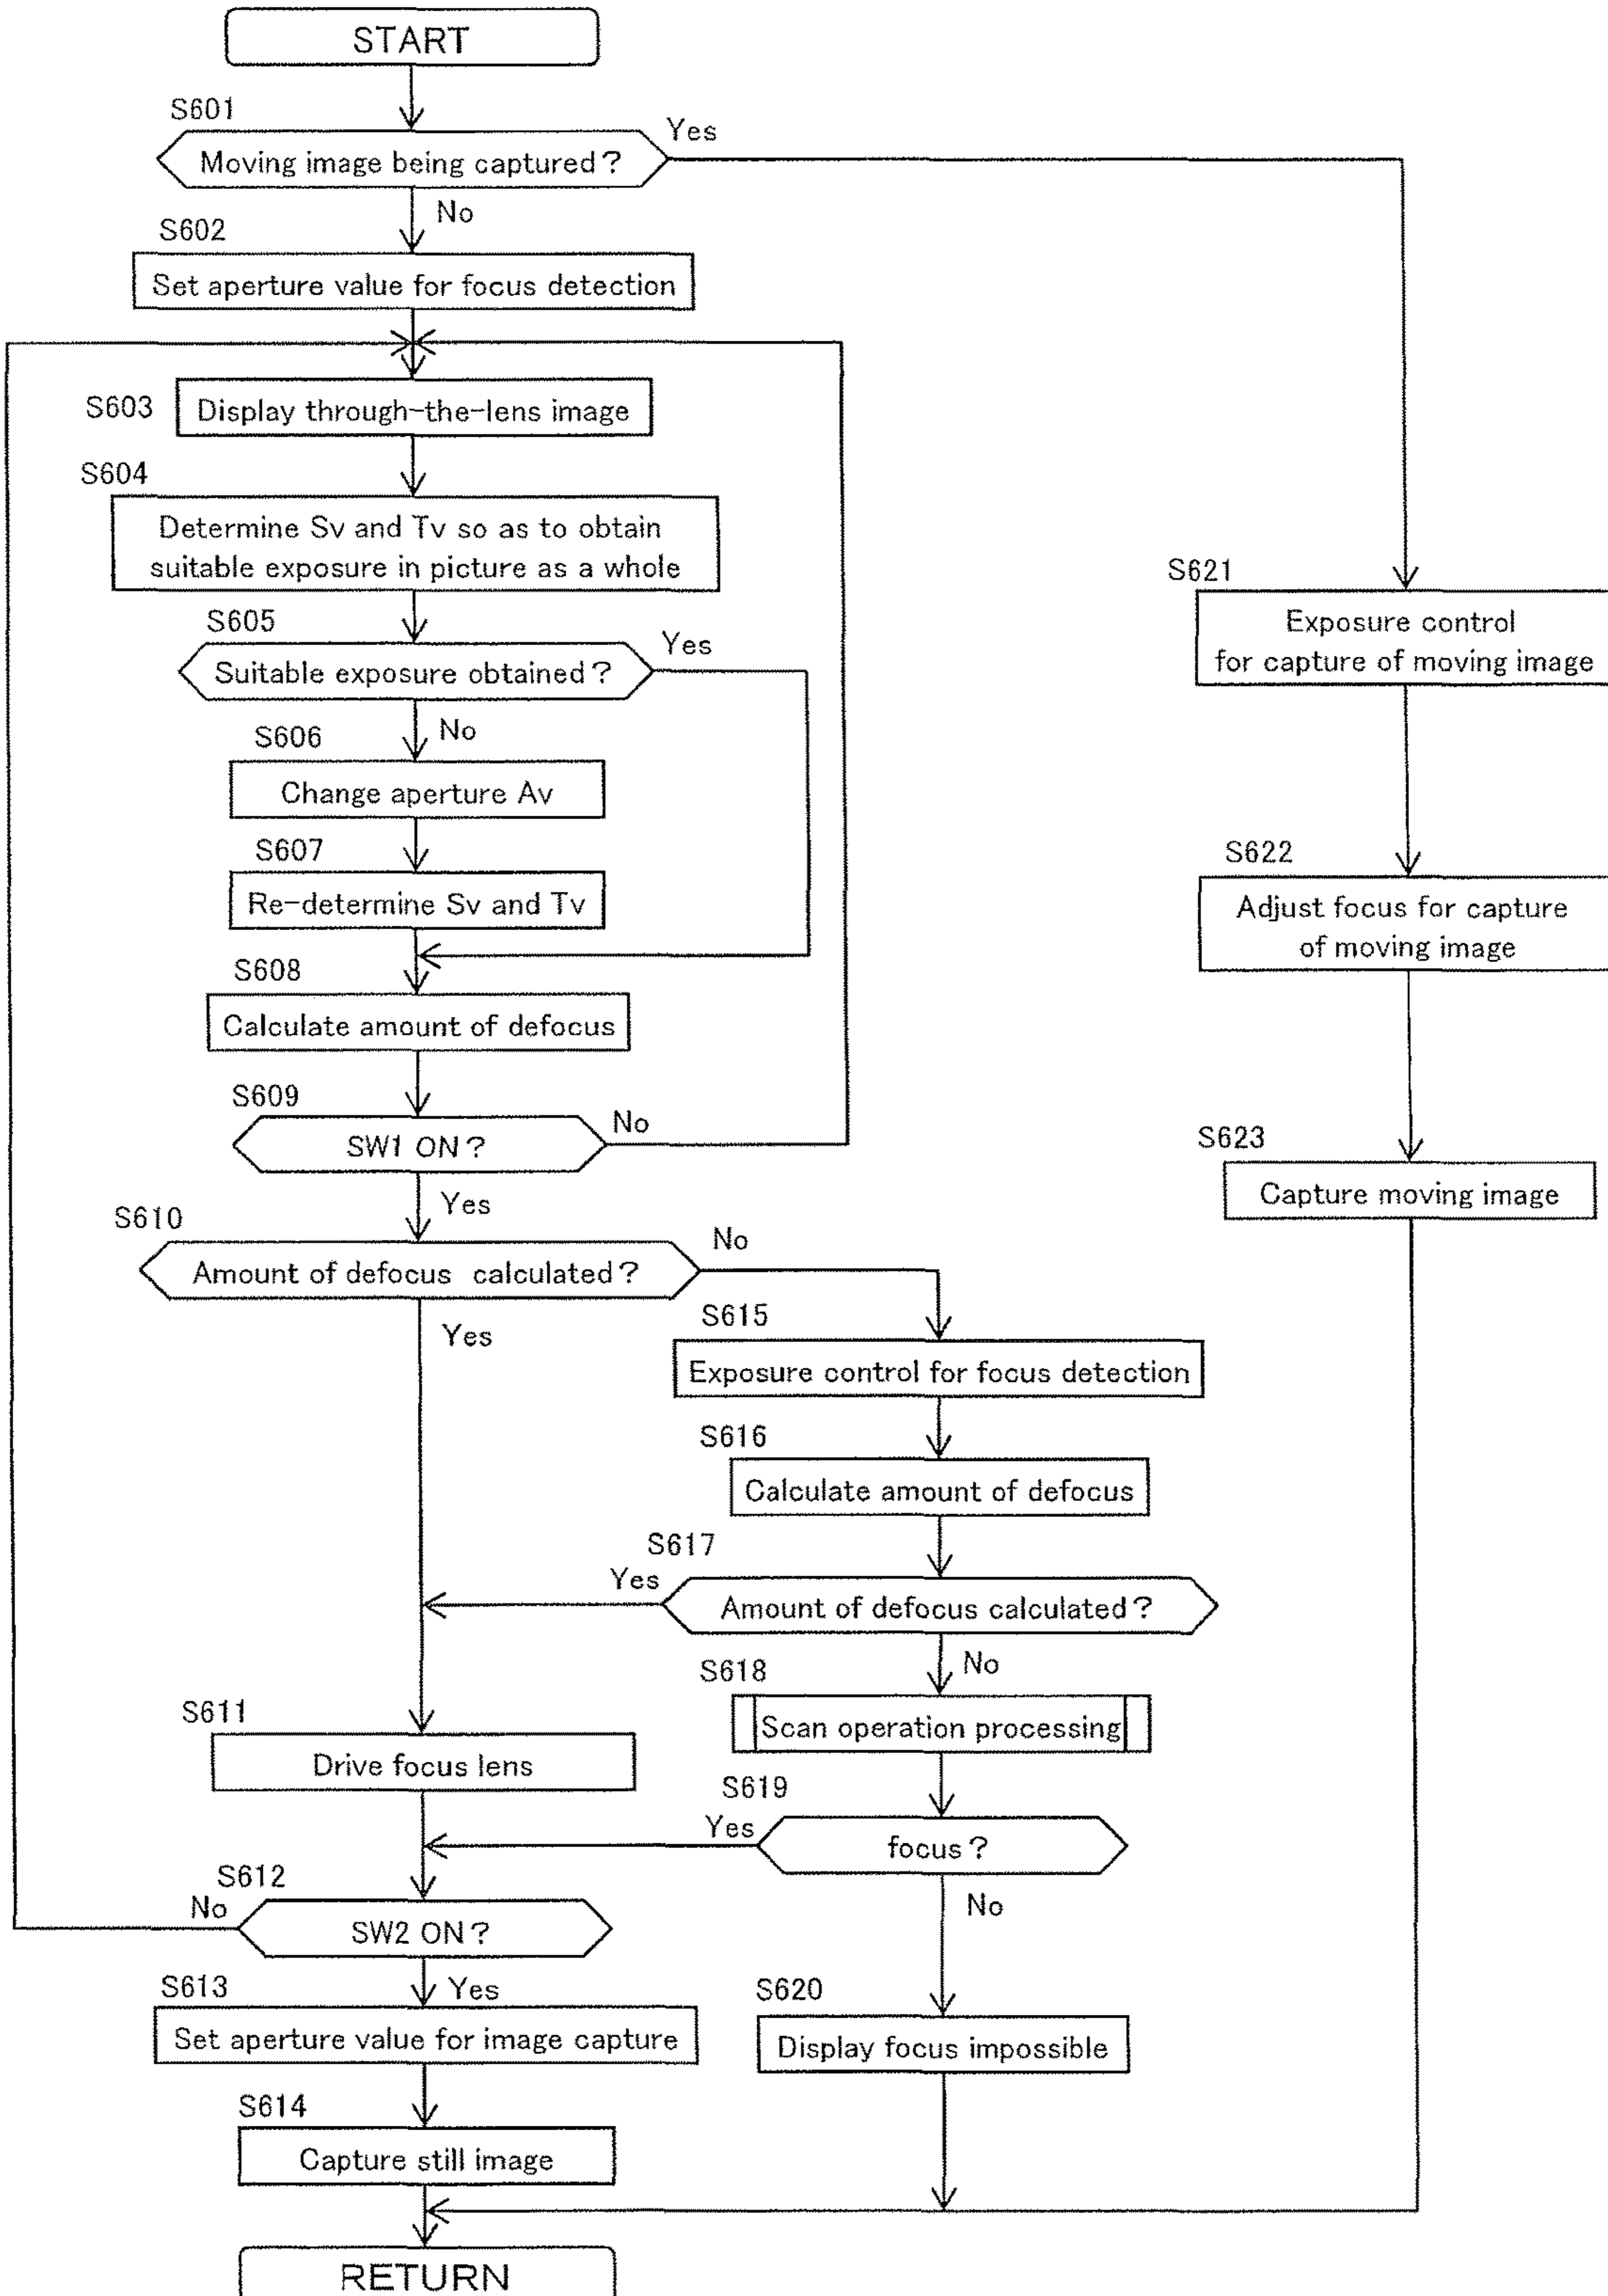 START
S601
Yes
Moving image being captured?
No
S602
Set aperture value for focus detection
S603
Display through-the-lens image
S604
Determine Sv and Tv so as to obtain
suitable exposure in picture as a whole
S605
Yes
Suitable exposure obtained?
No
S606
Change aperture Av
S607
Re-determine Sv and Tv
S608
Calculate amount of defocus
S609
No
SW1 ON?
Yes
S610
No
Amount of defocus calculated?
Yes
S615
Exposure control for focus detection
S616
Calculate amount of defocus
S617
Yes
Amount of defocus calculated?
No
S618
Scan operation processing
S611
Drive focus lens
S619
Yes
focus?
No
S612
No
SW2 ON?
Yes
S613
Set aperture value for image capture
S620
Display focus impossible
S614
Capture still image
S621
Exposure control
for capture of moving image
S622
Adjust focus for capture
of moving image
S623
Capture moving image
RETURN